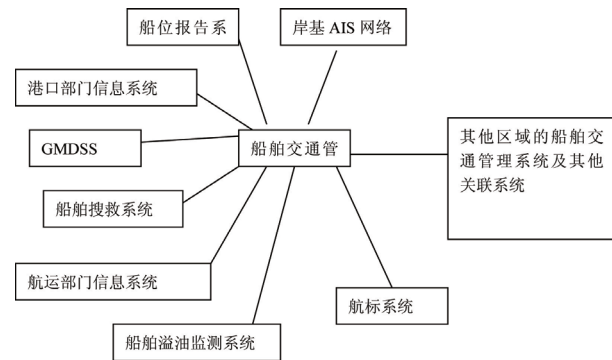 船位报告系
岸基 AIS 网络
港口部门信息系统
GMDSS
船舶交通管
其他区域的船舶交
通管理系统及其他
关联系统
船舶搜救系统
航运部门信息系统
航标系统
船舶溢油监测系统